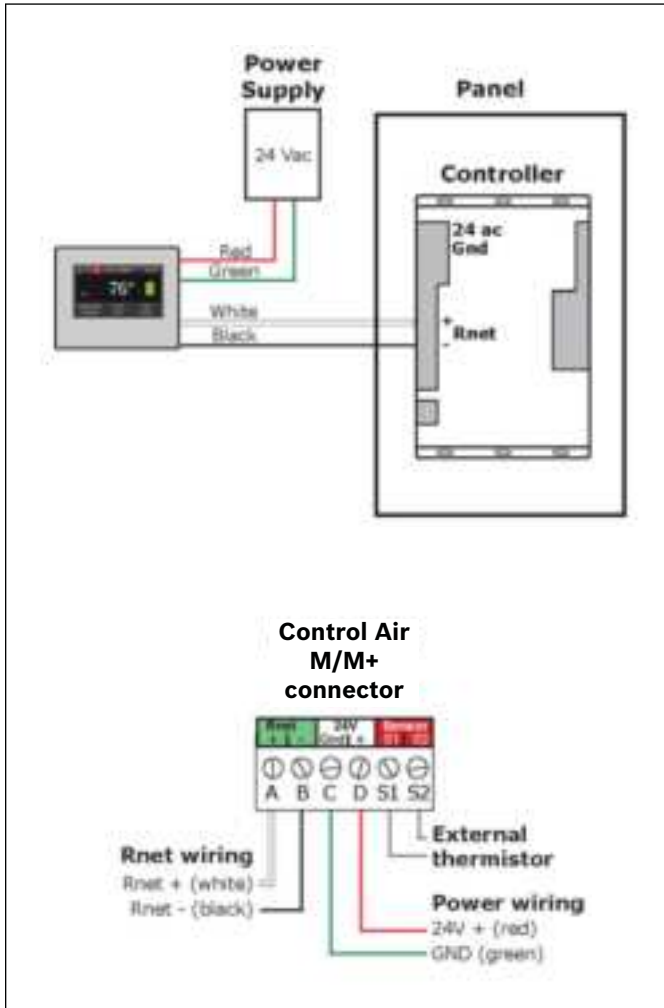 Power
Supply
24 Vac
Panel
Controller
24 ac
Gnd
Red
Green
76°
White
Black
+
Rnet
-
Control Air
M/M+
connector
Rnet 24V Sensor
+ - Gnd + S1 S2
A B C D S1 S2
Rnet wiring
Rnet + (white)
Rnet - (black)
External
thermistor
Power wiring
24V + (red)
GND (green)